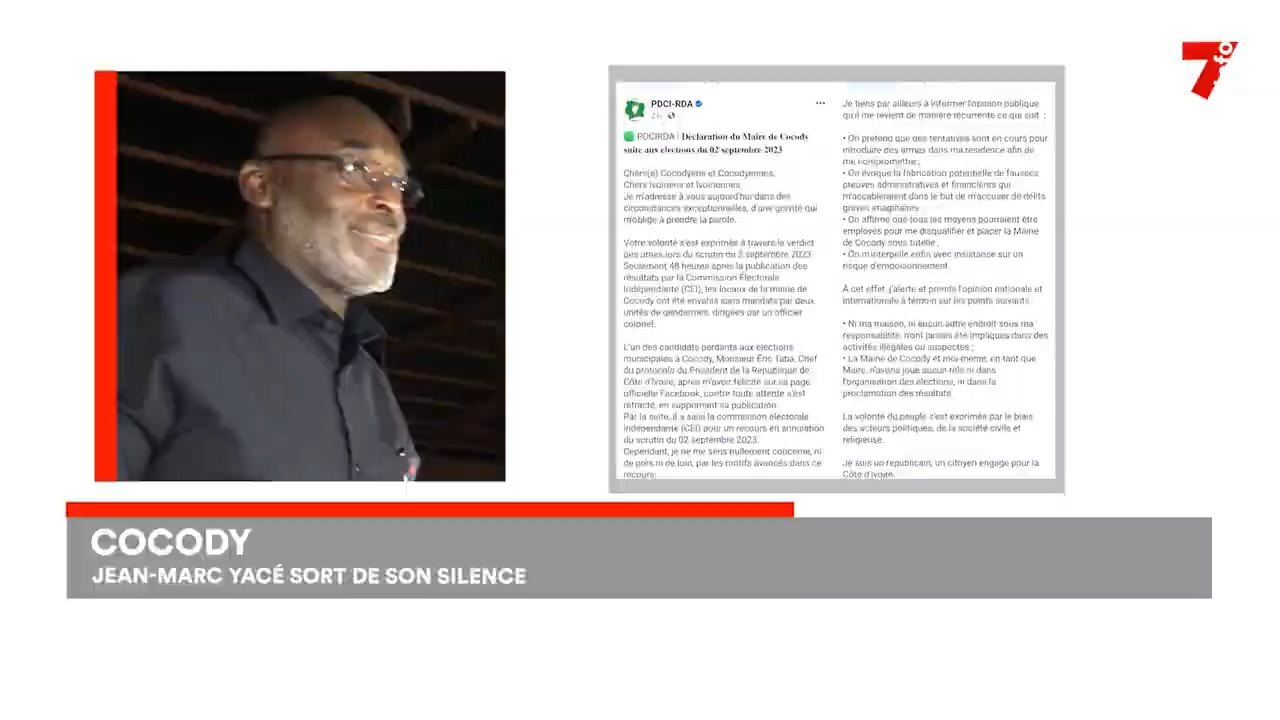 7
fo
PDCI-RDA
2 h
PDCIRDA | Déclaration du Maire de Cocody
suite aux elections du 02 septembre 2023
Chèrs(e) Cocodyens et Cocodyennes,
Chers Ivoiriens et Ivoiriennes
Je m'adresse à vous aujourd'hui dans des
circonstances exceptionnelles, d'une gravité qui
m'oblige à prendre la parole.
Votre volonté s'est exprimée à travers le verdict
des urnes lors du scrutin du 2 septembre 2023.
Seulement 48 heures après la publication des
résultats par la Commission Électorale
Indépendante (CEI), les locaux de la mairie de
Cocody ont été envahis sans mandats par deux
unités de gendarmes, dirigées par un officier
colonel.
L'un des candidats perdants aux élections
municipales à Cocody, Monsieur Éric Taba, Chef
du protocole du Président de la République de
Côte d'Ivoire, après m'avoir félicité sur sa page
officielle Facebook, contre toute attente s'est
rétracté, en supprimant sa publication.
Par la suite, il a saisi la commission électorale
Indépendante (CEI) pour un recours en annulation
du scrutin du 02 septembre 2023.
Cependant, je ne me sens nullement concerné, ni
de près ni de loin, par les motifs avancés dans ce
recours;
Je tiens par ailleurs à informer l'opinion publique
qu'il me revient de manière récurrente ce qui suit :
• On prétend que des tentatives sont en cours pour
introduire des armes dans ma résidence afin de
me compromettre ;
• On évoque la fabrication potentielle de fausses
preuves administratives et financières qui
m'accableraient dans le but de m'accuser de délits
graves imaginaires
• On affirme que tous les moyens pourraient être
employés pour me disqualifier et placer la Mairie
de Cocody sous tutelle ;
• On m'interpelle enfin avec insistance sur un
risque d'empoisonnement.
À cet effet, j'alerte et prends l'opinion nationale et
internationale à témoin sur les points suivants
• Ni ma maison, ni aucun autre endroit sous ma
responsabilité, n'ont jamais été impliqués dans des
activités illégales ou suspectes ;
• La Mairie de Cocody et moi-même, en tant que
Maire, n'avons joué aucun rôle ni dans
l'organisation des élections, ni dans la
proclamation des résultats.
La volonté du peuple s'est exprimée par le biais
des acteurs politiques, de la société civils et
religieuse.
Je suis un républicain, un citoyen engagé pour la
Côte d'Ivoire.
COCODY
JEAN-MARC YACÉ SORT DE SON SILENCE